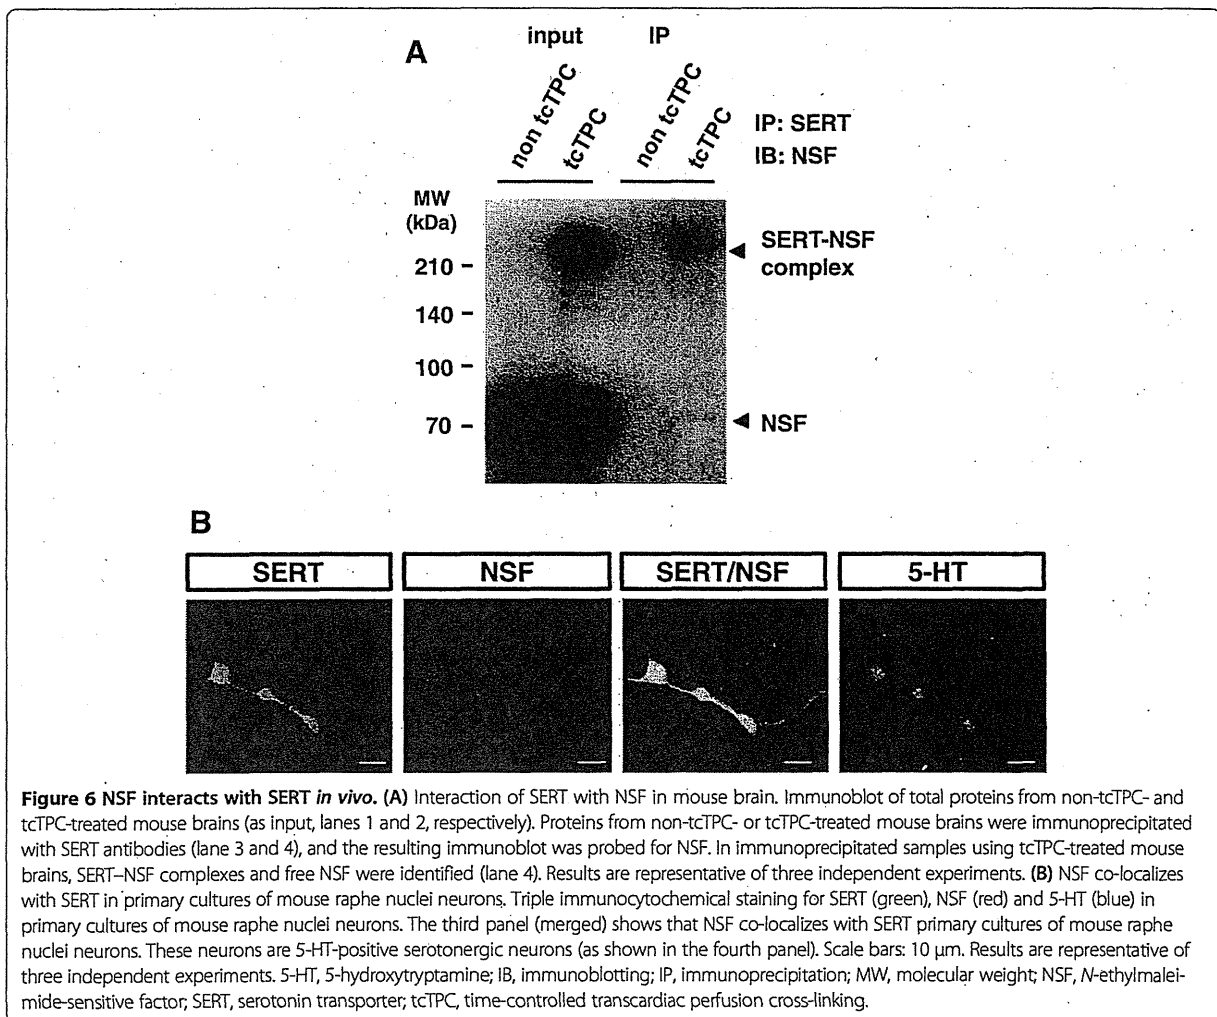 A
input IP
non tcTPC
tcTPC
non tcTPC
tcTPC
IP: SERT
IB: NSF
MW
(kDa)
210
140
100
70
SERT-NSF
complex
NSF
B
SERT NSF SERT/NSF 5-HT
Figure 6 NSF interacts with SERT in vivo. (A) Interaction of SERT with NSF in mouse brain. Immunoblot of total proteins from non-tcTPC- and
tcTPC-treated mouse brains (as input, lanes 1 and 2, respectively). Proteins from non-tcTPC- or tcTPC-treated mouse brains were immunoprecipitated
with SERT antibodies (lane 3 and 4), and the resulting immunoblot was probed for NSF. In immunoprecipitated samples using tcTPC-treated mouse
brains, SERT–NSF complexes and free NSF were identified (lane 4). Results are representative of three independent experiments. (B) NSF co-localizes
with SERT in primary cultures of mouse raphe nuclei neurons. Triple immunocytochemical staining for SERT (green), NSF (red) and 5-HT (blue) in
primary cultures of mouse raphe nuclei neurons. The third panel (merged) shows that NSF co-localizes with SERT primary cultures of mouse raphe
nuclei neurons. These neurons are 5-HT-positive serotonergic neurons (as shown in the fourth panel). Scale bars: 10 μm. Results are representative of
three independent experiments. 5-HT, 5-hydroxytryptamine; IB, immunoblotting; IP, immunoprecipitation; MW, molecular weight; NSF, N-ethylmalei-
mide-sensitive factor; SERT, serotonin transporter; tcTPC, time-controlled transcardiac perfusion cross-linking.